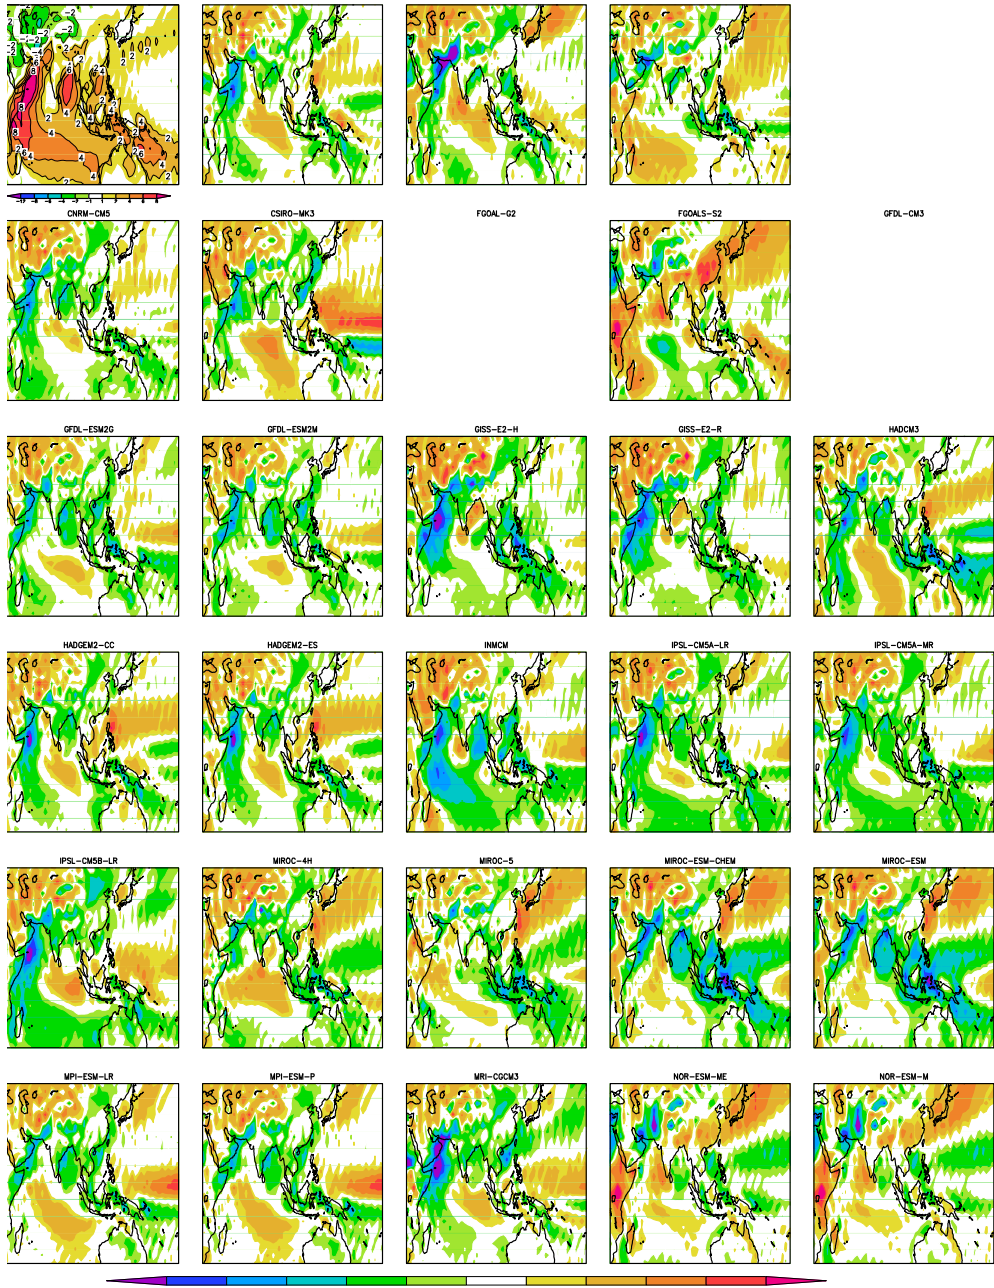 CNRM-CM5 CSIRO-MK3 FGOAL-G2 FGOALS-S2 GFDL-CM3
GFDL-ESM2G GFDL-ESM2M GISS-E2-H GISS-E2-R HADCM3
HADGEM2-CC HADGEM2-ES INMCM IPSL-CM5A-LR IPSL-CM5A-MR
IPSL-CM5B-LR MIROC-4H MIROC-5 MIROC-ESM-CHEM MIROC-ESM
MPI-ESM-LR MPI-ESM-P MRI-CGCM3 NOR-ESM-ME NOR-ESM-M